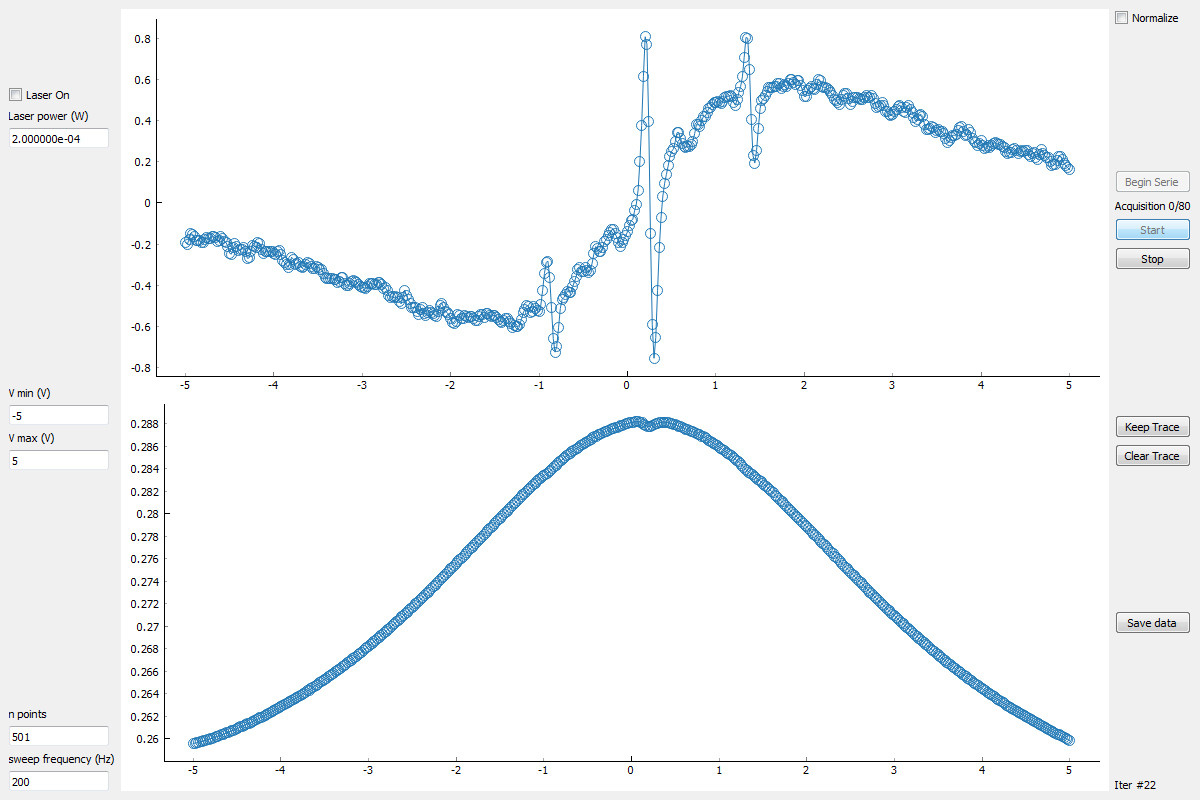 Laser On
Laser power (W)
2.000000e-04
V min (V)
-5
V max (V)
5
n points
501
sweep frequency (Hz)
200
0.8
0.6
0.4
0.2
0
-0.2
-0.4
-0.6
-0.8
-5 -4 -3 -2 -1 0 1 2 3 4 5
0.288
0.286
0.284
0.282
0.28
0.278
0.276
0.274
0.272
0.27
0.268
0.266
0.264
0.262
0.26
-5 -4 -3 -2 -1 0 1 2 3 4 5
Normalize
Begin Serie
Acquisition 0/80
Start
Stop
Keep Trace
Clear Trace
Save data
Iter #22